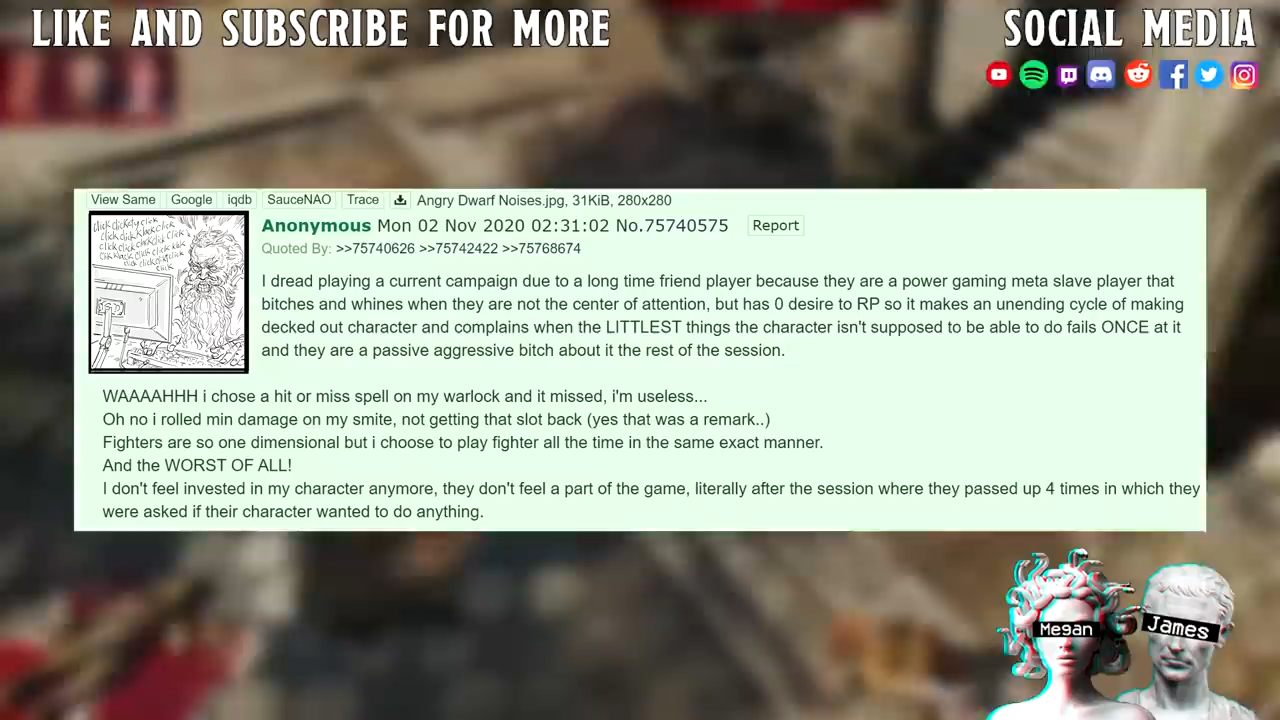 LIKE AND SUBSCRIBE FOR MORE
SOCIAL MEDIA
View Same Google iqdb SauceNAO Trace Angry Dwarf Noises.jpg, 31KiB, 280x280
Anonymous Mon 02 Nov 2020 02:31:02 No.75740575 Report
Quoted By: >>75740626 >>75742422 >>75768674
I dread playing a current campaign due to a long time friend player because they are a power gaming meta slave player that
bitches and whines when they are not the center of attention, but has 0 desire to RP so it makes an unending cycle of making
decked out character and complains when the LITTLEST things the character isn't supposed to be able to do fails ONCE at it
and they are a passive aggressive bitch about it the rest of the session.
WAAAAHHH i chose a hit or miss spell on my warlock and it missed, i'm useless...
Oh no i rolled min damage on my smite, not getting that slot back (yes that was a remark..)
Fighters are so one dimensional but i choose to play fighter all the time in the same exact manner.
And the WORST OF ALL!
I don't feel invested in my character anymore, they don't feel a part of the game, literally after the session where they passed up 4 times in which they
were asked if their character wanted to do anything.
Megan
James